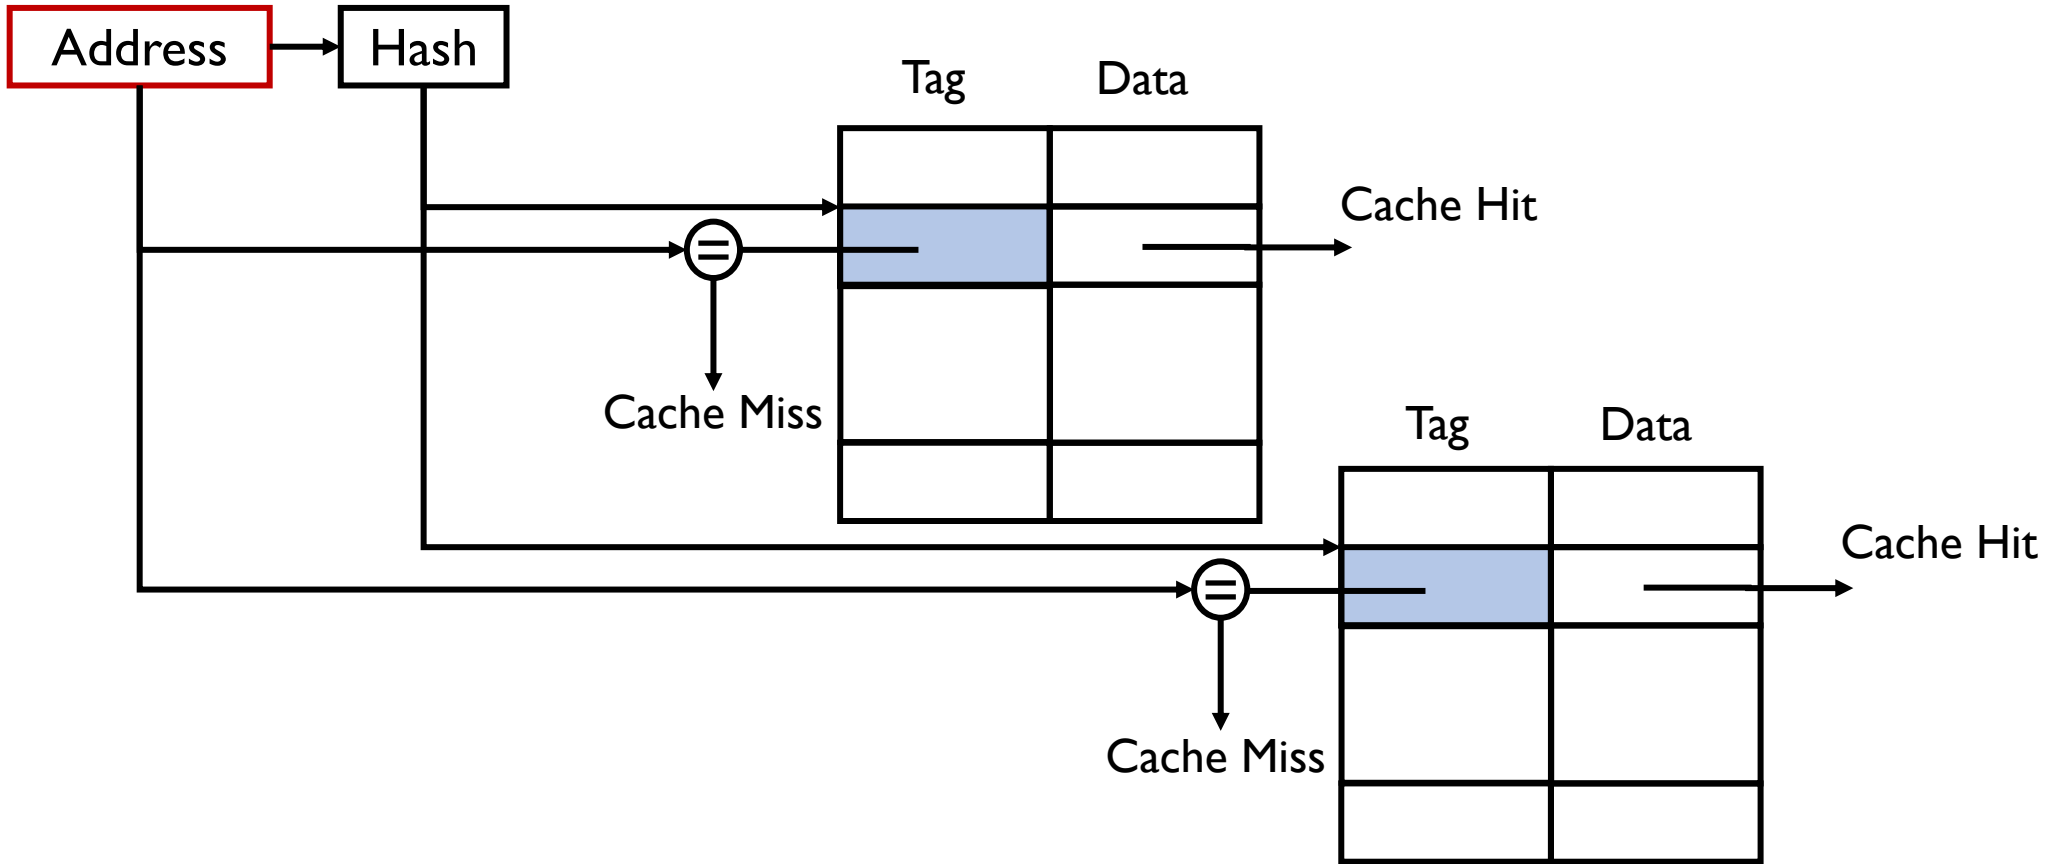 Address
Hash
Tag
Data
Cache Hit
=
Cache Miss
Tag
Data
Cache Hit
=
Cache Miss